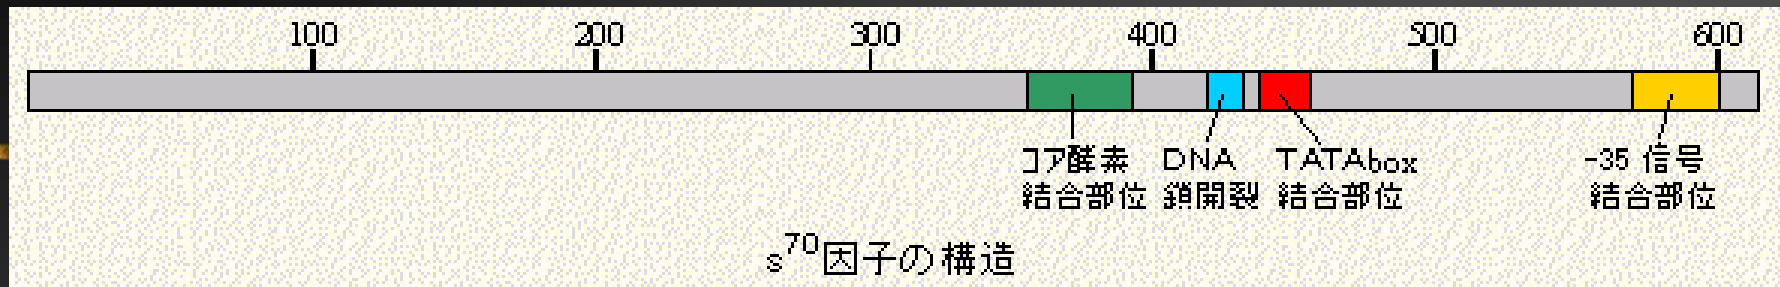 100 200 300 400 500 600
コア酵素 DNA TATAbox -35 信号
結合部位 鎖開裂 結合部位 結合部位
s70因子の構造